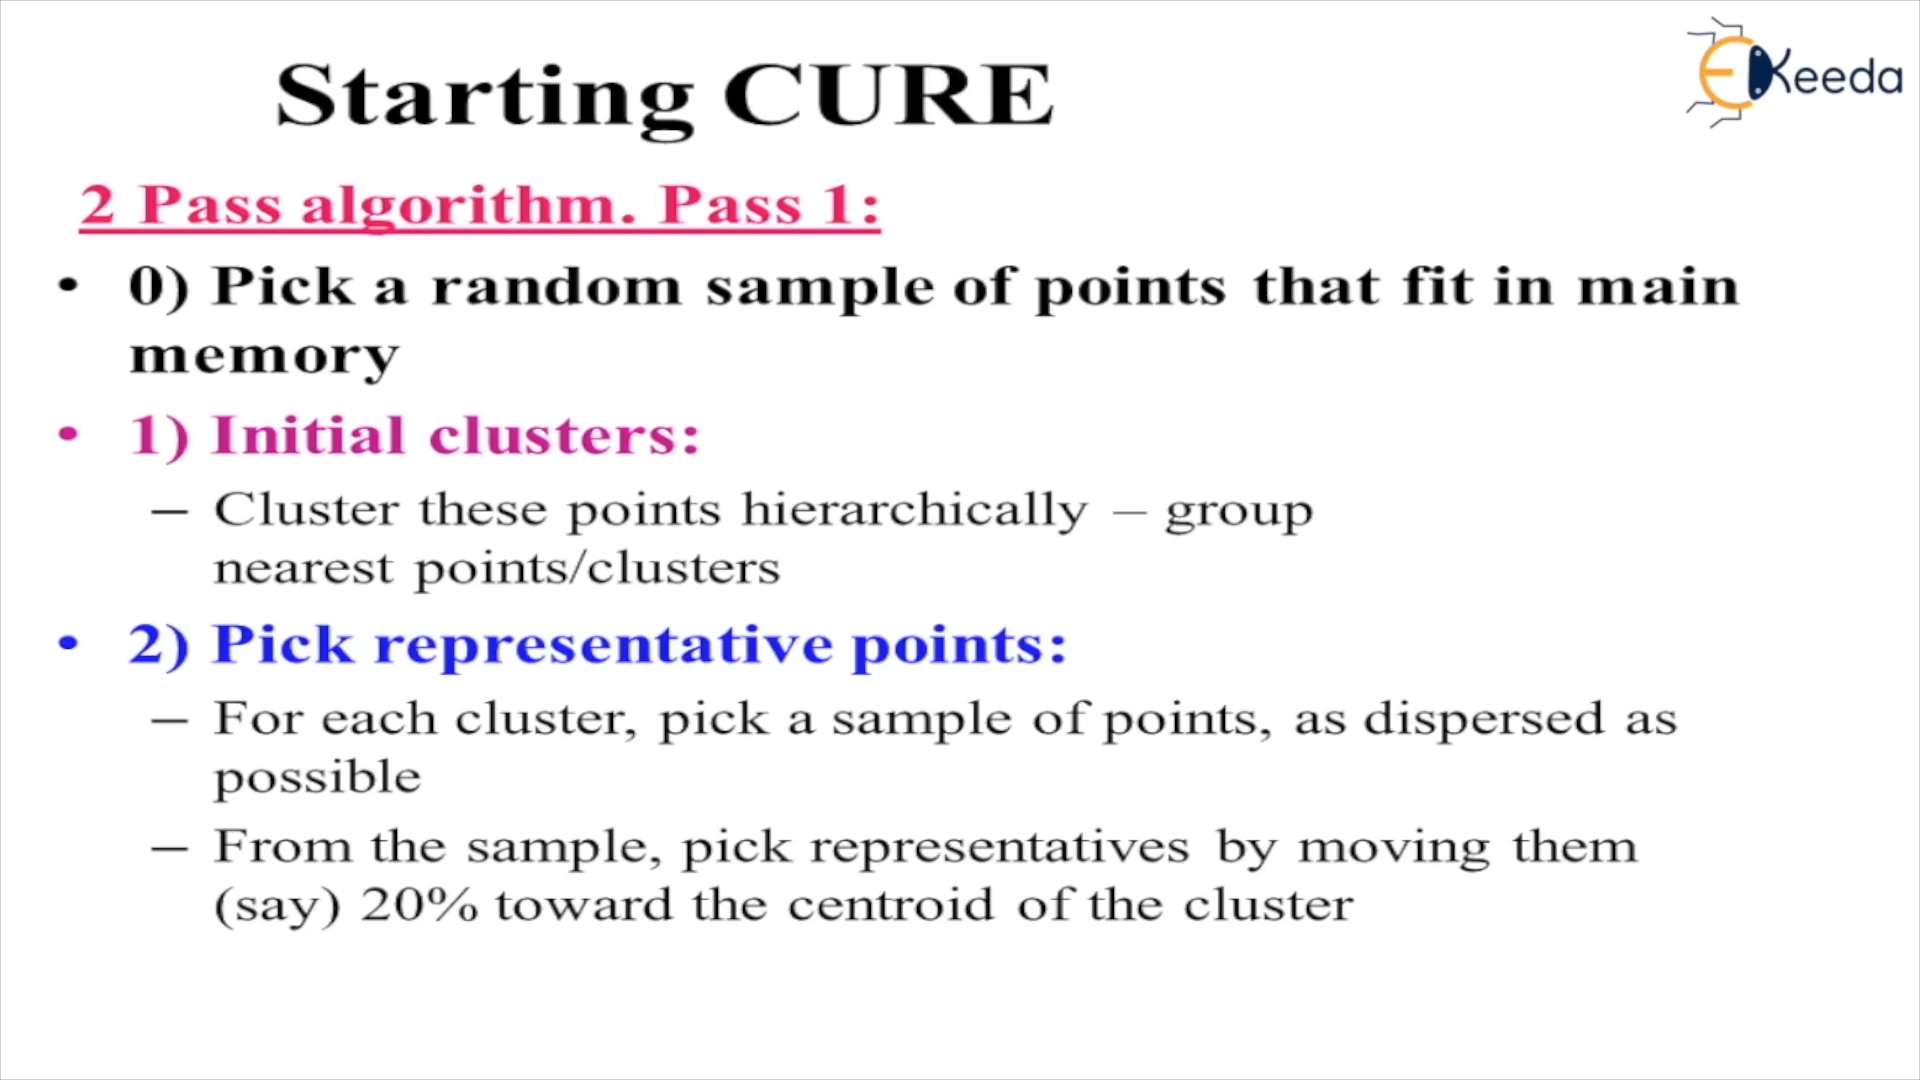 Starting CURE
EKeeda
2 Pass algorithm. Pass 1:
• 0) Pick a random sample of points that fit in main
memory
• 1) Initial clusters:
– Cluster these points hierarchically – group
nearest points/clusters
• 2) Pick representative points:
– For each cluster, pick a sample of points, as dispersed as
possible
– From the sample, pick representatives by moving them
(say) 20% toward the centroid of the cluster